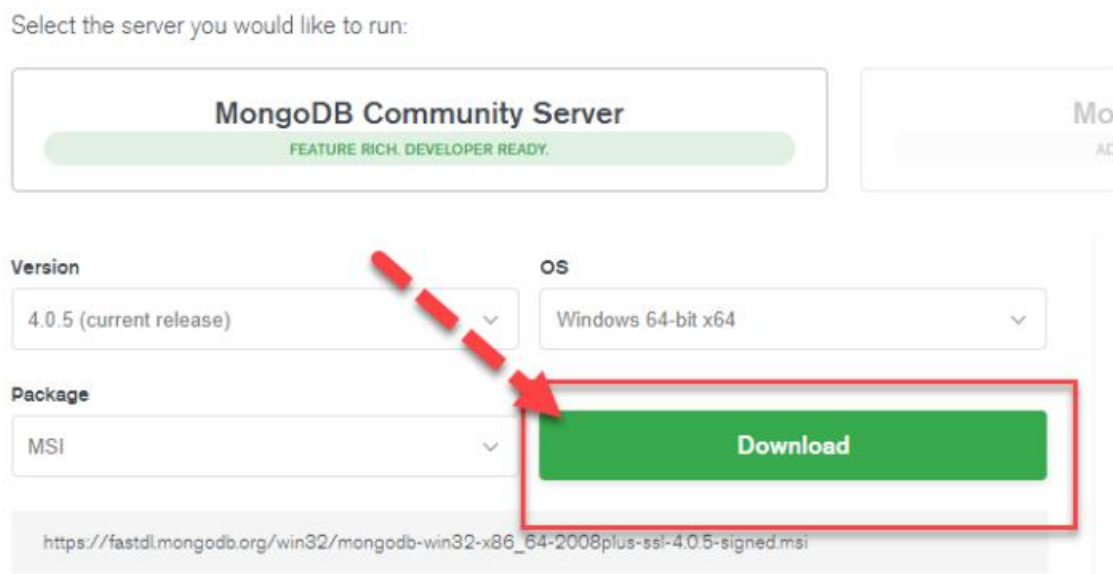 Select the server you would like to run:
MongoDB Community Server
FEATURE RICH. DEVELOPER READY.
Version
OS
4.0.5 (current release)
Windows 64-bit x64
Package
MSI
Download
https://fastdl.mongodb.org/win32/mongodb-win32-x86_64-2008plus-ssl-4.0.5-signed.msi